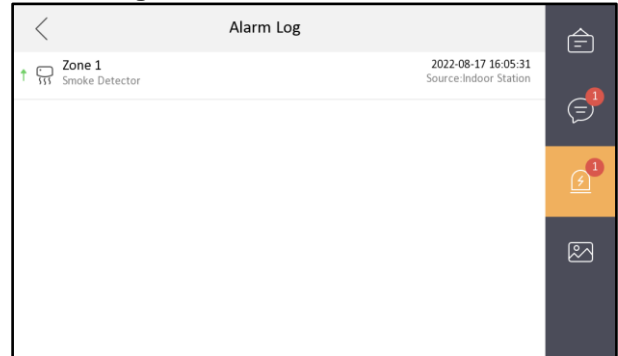 Alarm Log
Zone 1
Smoke Detector
2022-08-17 16:05:31
Source:Indoor Station
1
1